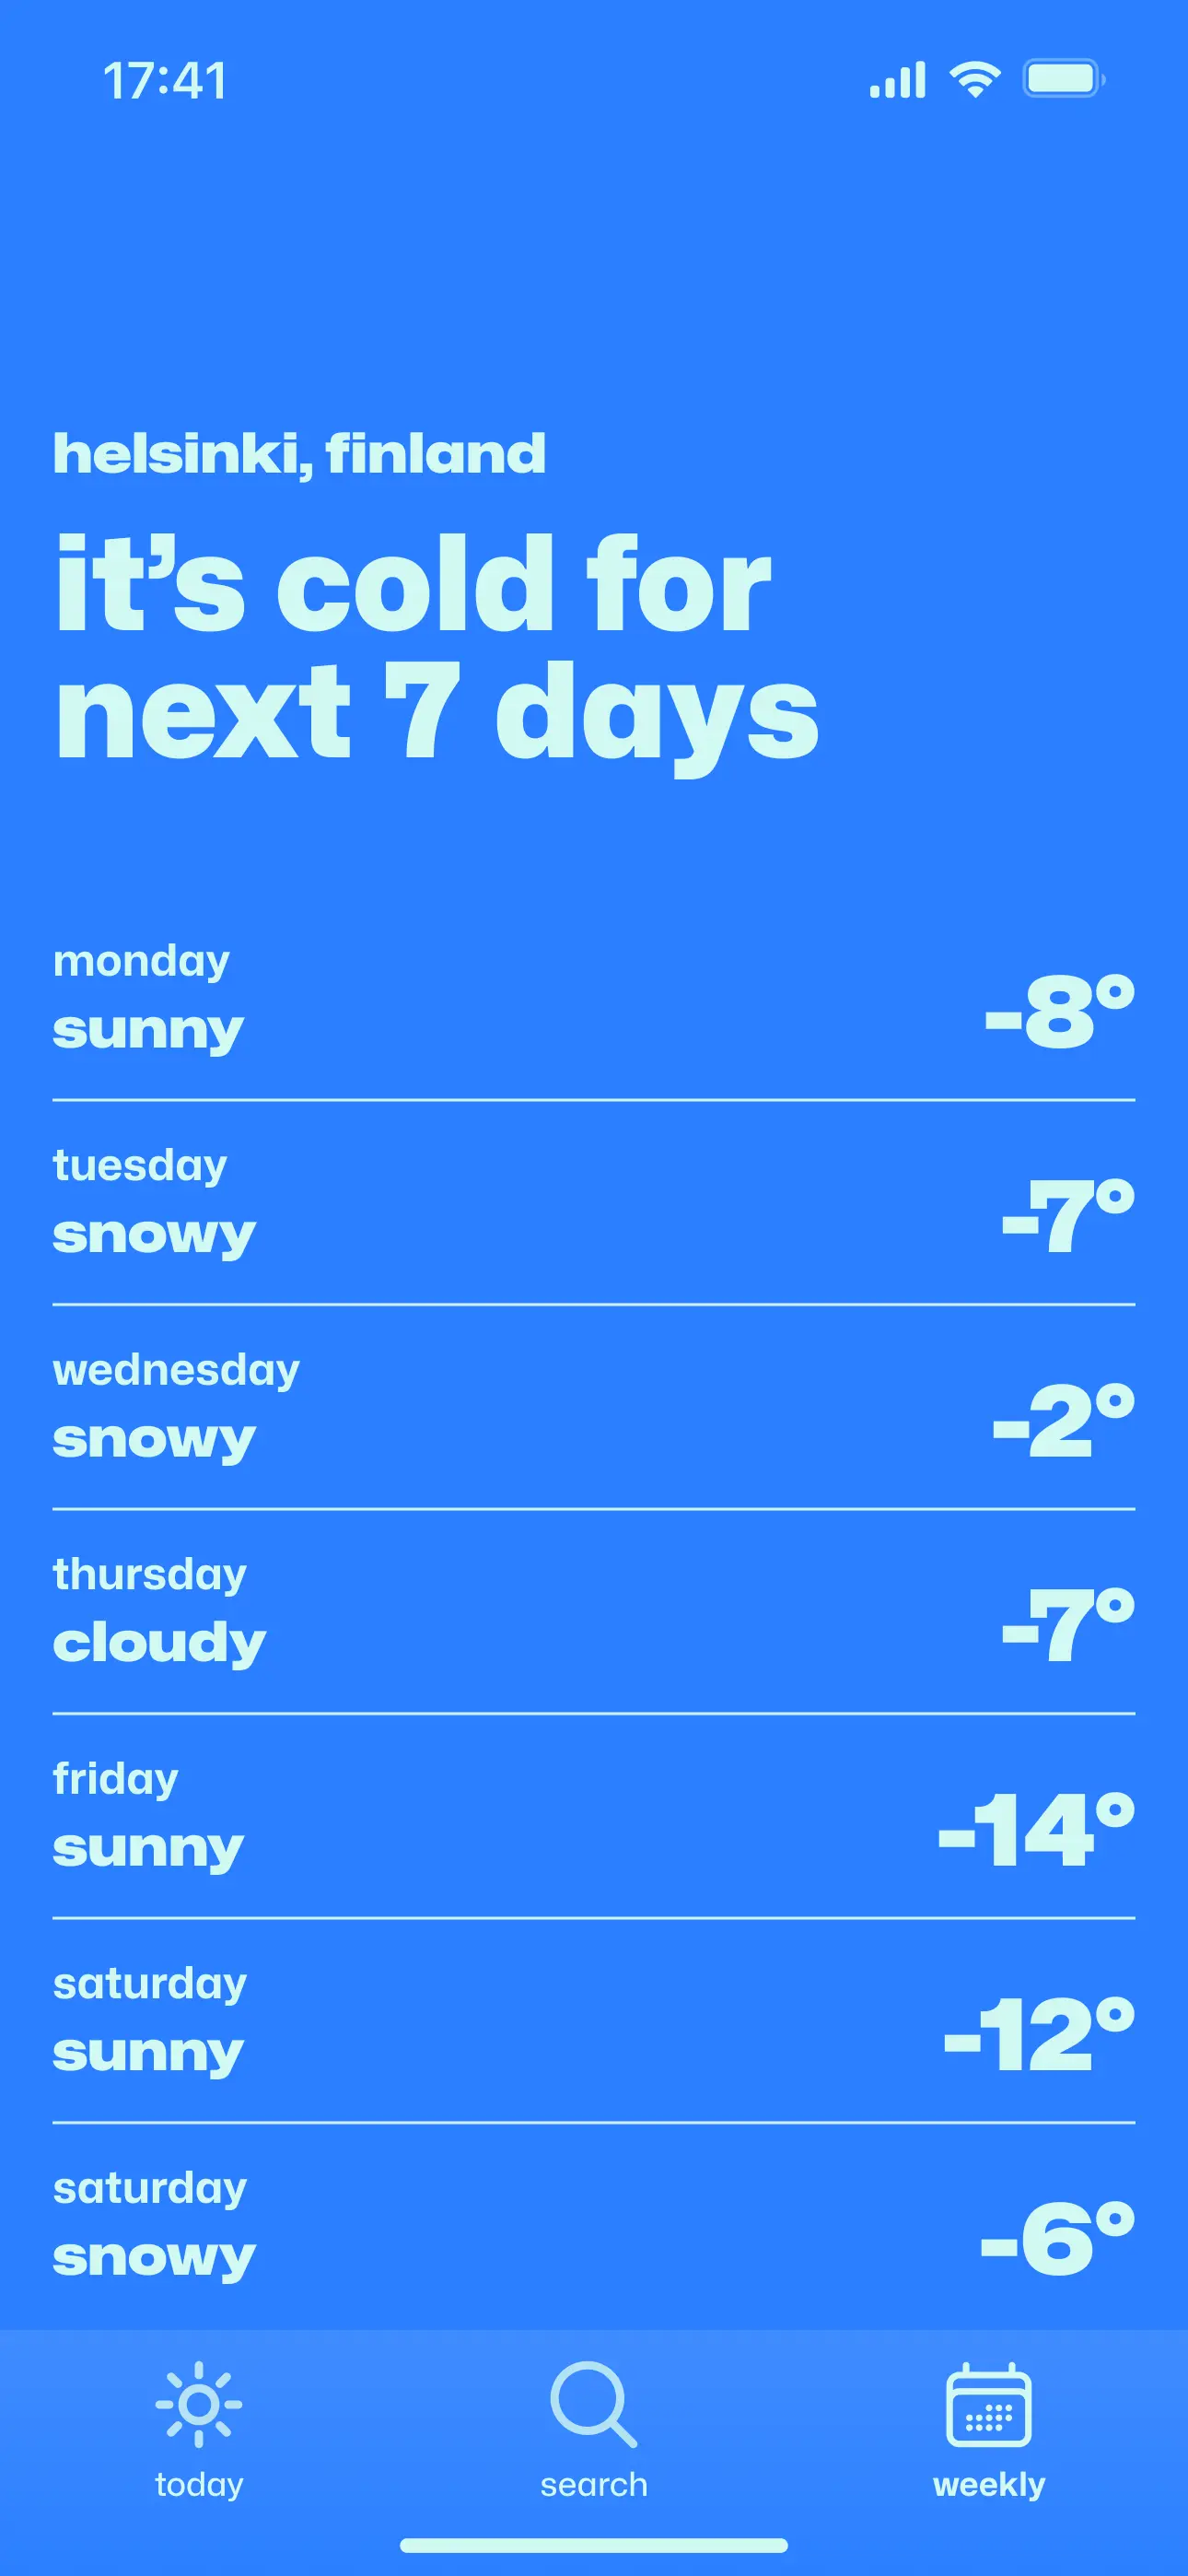 17:41
helsinki, finland
it’s cold for
next 7 days
monday
sunny
-8°
tuesday
snowy
-7°
wednesday
snowy
-2°
thursday
cloudy
-7°
friday
sunny
-14°
saturday
sunny
-12°
saturday
snowy
-6°
today
search
weekly